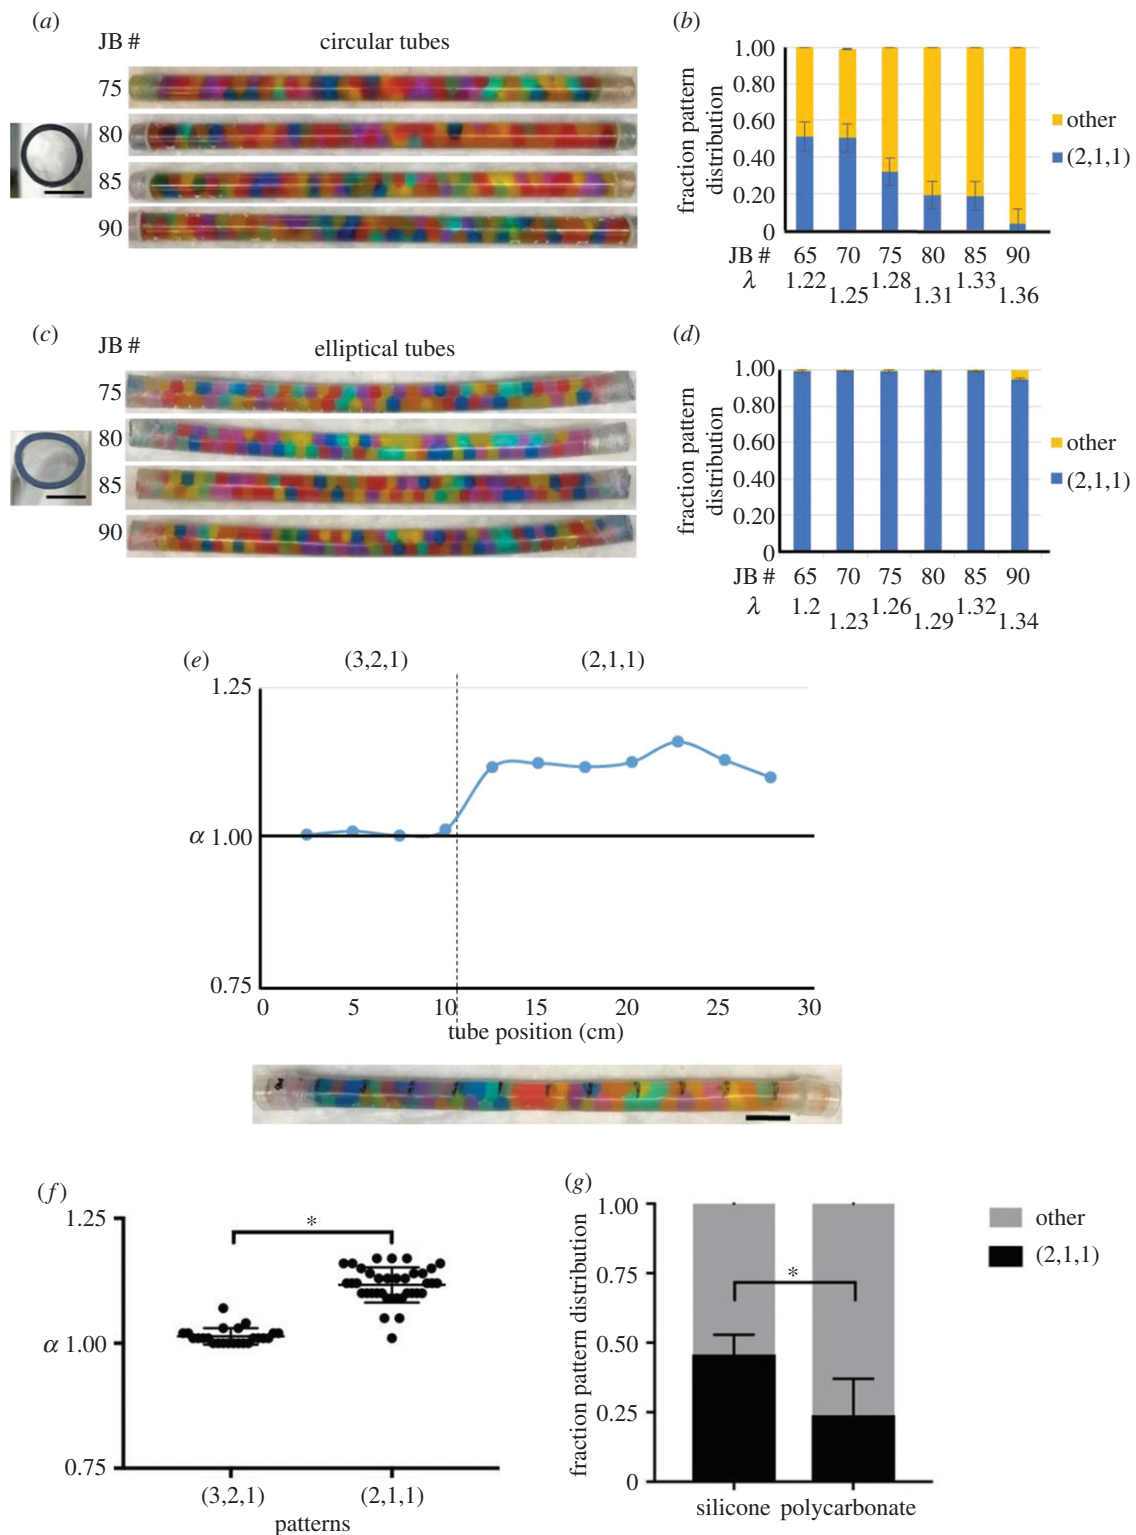 (a)
JB #
circular tubes
75
80
85
90
(b)
1.00
0.80
0.60
0.40
0.20
0
fraction pattern
distribution
other
(2,1,1)
JB #
65
70
75
80
85
90
λ
1.22
1.25
1.28
1.31
1.33
1.36
(c)
JB #
elliptical tubes
75
80
85
90
(d)
1.00
0.80
0.60
0.40
0.20
0
fraction pattern
distribution
other
(2,1,1)
JB #
65
70
75
80
85
90
λ
1.2
1.23
1.26
1.29
1.32
1.34
(e)
(3,2,1)
(2,1,1)
1.25
α 1.00
0.75
0
5
10
15
20
25
30
tube position (cm)
(f)
1.25
α 1.00
0.75
*
(3,2,1)
(2,1,1)
patterns
(g)
1.00
0.75
0.50
0.25
0
fraction pattern distribution
*
silicone
polycarbonate
other
(2,1,1)